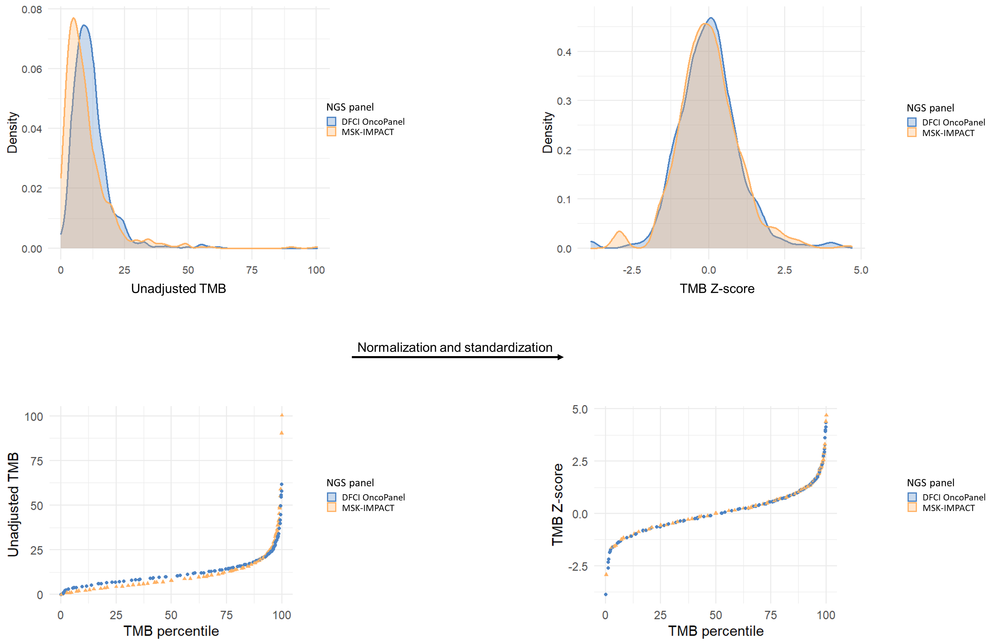 0.08
0.06
0.04
0.02
0.00
Density
0 25 50 75 100
Unadjusted TMB
NGS panel
DFCI OncoPanel
MSK-IMPACT
0.4
0.3
0.2
0.1
0.0
Density
-2.5 0.0 2.5 5.0
TMB Z-score
NGS panel
DFCI OncoPanel
MSK-IMPACT
Normalization and standardization
100
75
50
25
0
Unadjusted TMB
0 25 50 75 100
TMB percentile
NGS panel
DFCI OncoPanel
MSK-IMPACT
5.0
2.5
0.0
-2.5
TMB Z-score
0 25 50 75 100
TMB percentile
NGS panel
DFCI OncoPanel
MSK-IMPACT